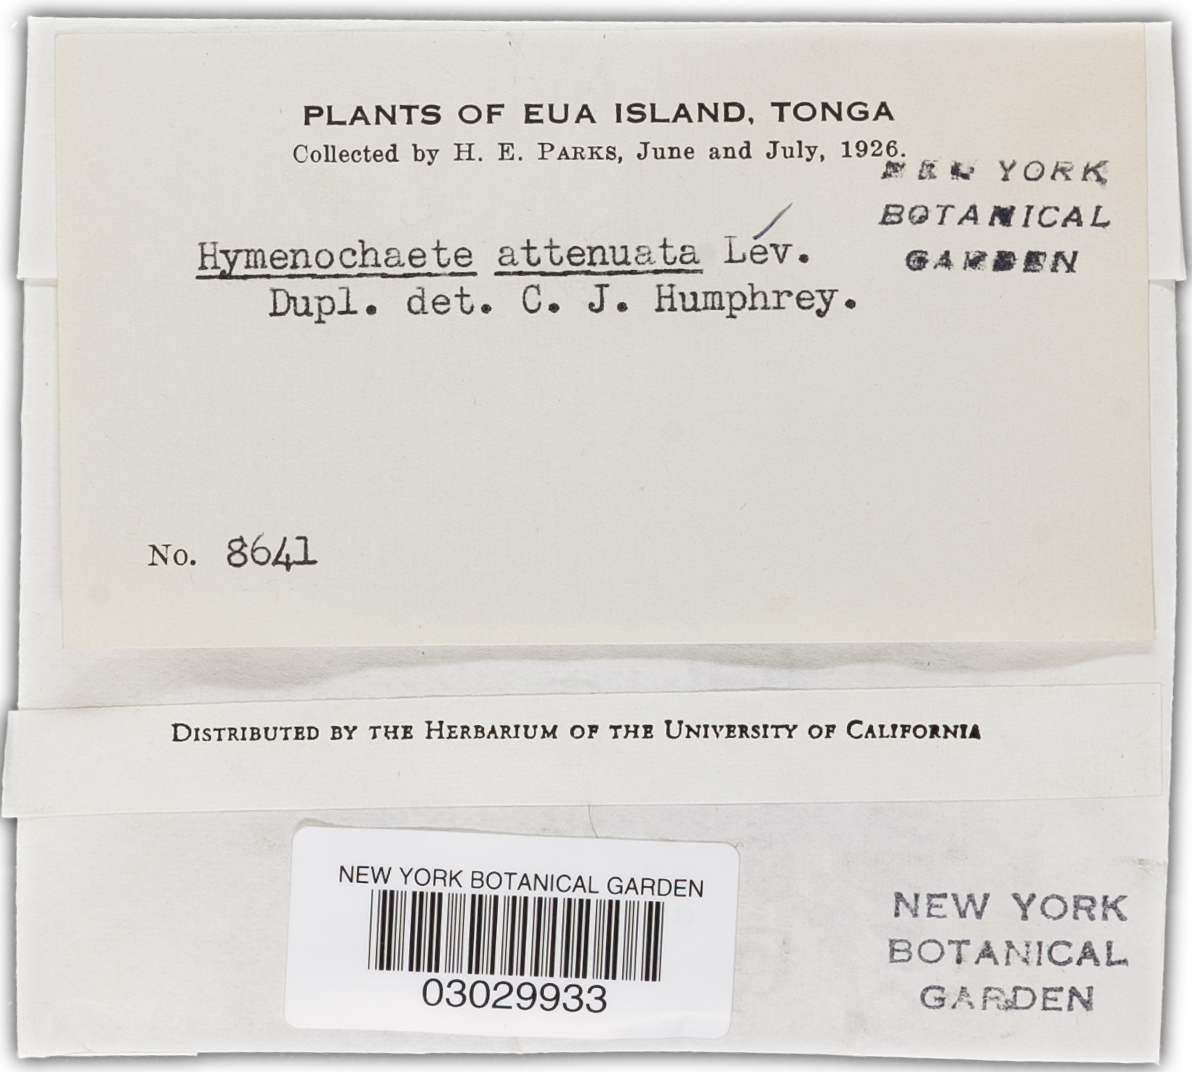 PLANTS OF EUA ISLAND, TONGA
Collected by H. E. PARKS, June and July, 1926.
NEW YORK
BOTANICAL
GARDEN
Hymenochaete attenuata Lév.
Dupl. det. C. J. Humphrey.
No. 8641
DISTRIBUTED BY THE HERBARIUM OF THE UNIVERSITY OF CALIFORNIA
NEW YORK BOTANICAL GARDEN
03029933
NEW YORK
BOTANICAL
GARDEN